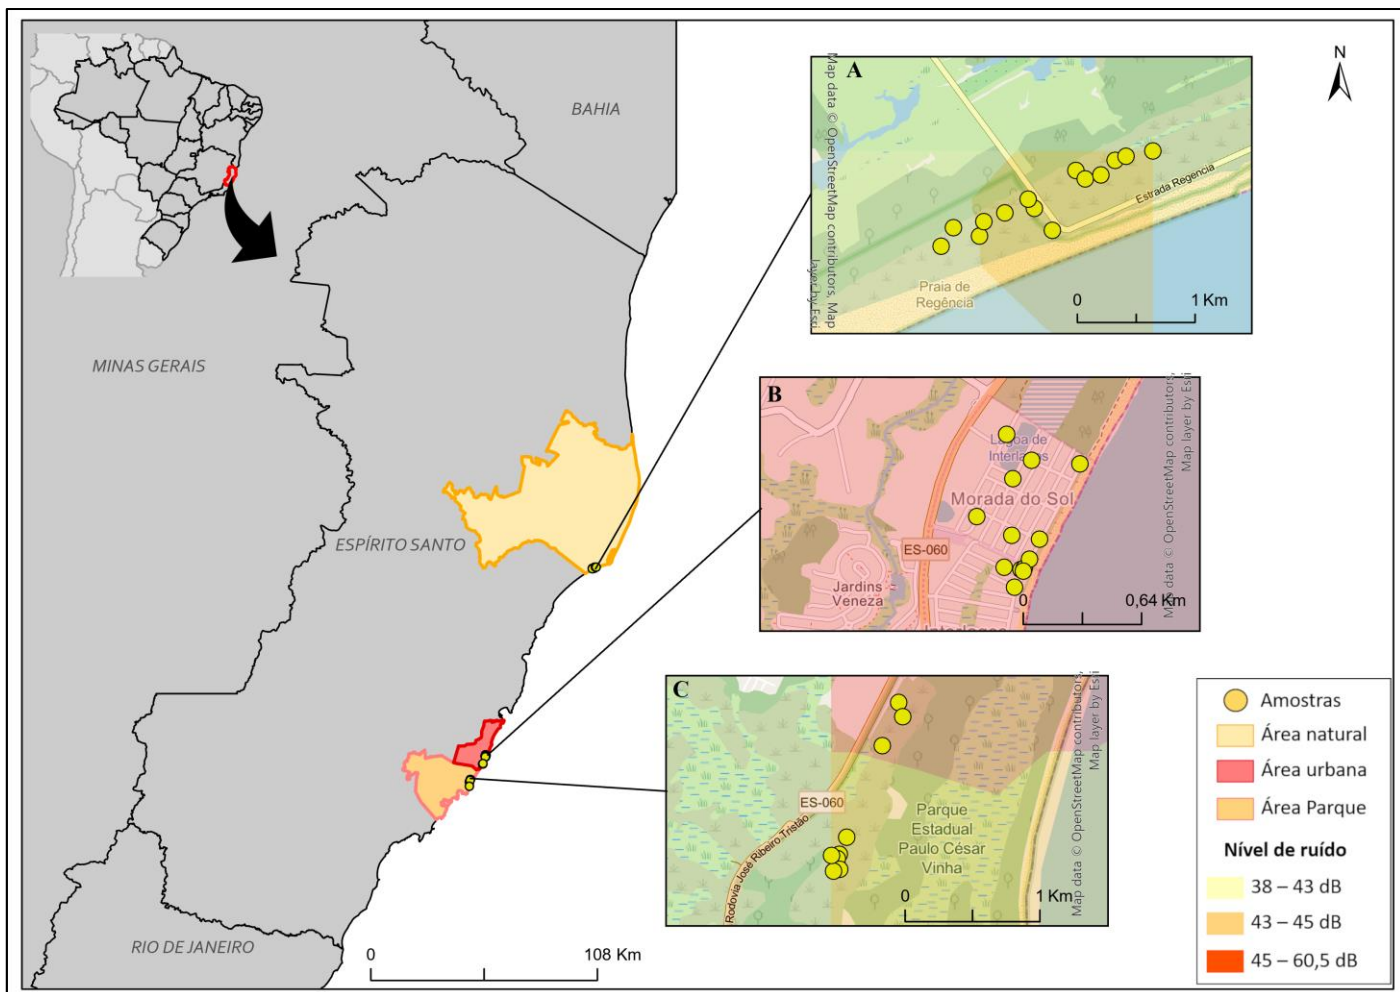 BAHIA
MINAS GERAIS
ESPÍRITO SANTO
RIO DE JANEIRO
0
108 Km
N
A
Map data © OpenStreetMap contributors, Map
layer by Esri
Estrada Regencia
Praia de
Regência
0
1 Km
B
Map data © OpenStreetMap contributors,
Map layer by Esri
Lagoa de
Interlagos
Morada do Sol
ES-060
Jardins
Veneza
Interlagos
0
0,64 Km
C
Map data © OpenStreetMap contributors,
Map layer by Esri
ES-060
Rodovia José Ribeiro Tristão
Parque
Estadual
Paulo César
Vinha
0
1 Km
Amostras
Área natural
Área urbana
Área Parque
Nível de ruído
38 – 43 dB
43 – 45 dB
45 – 60,5 dB